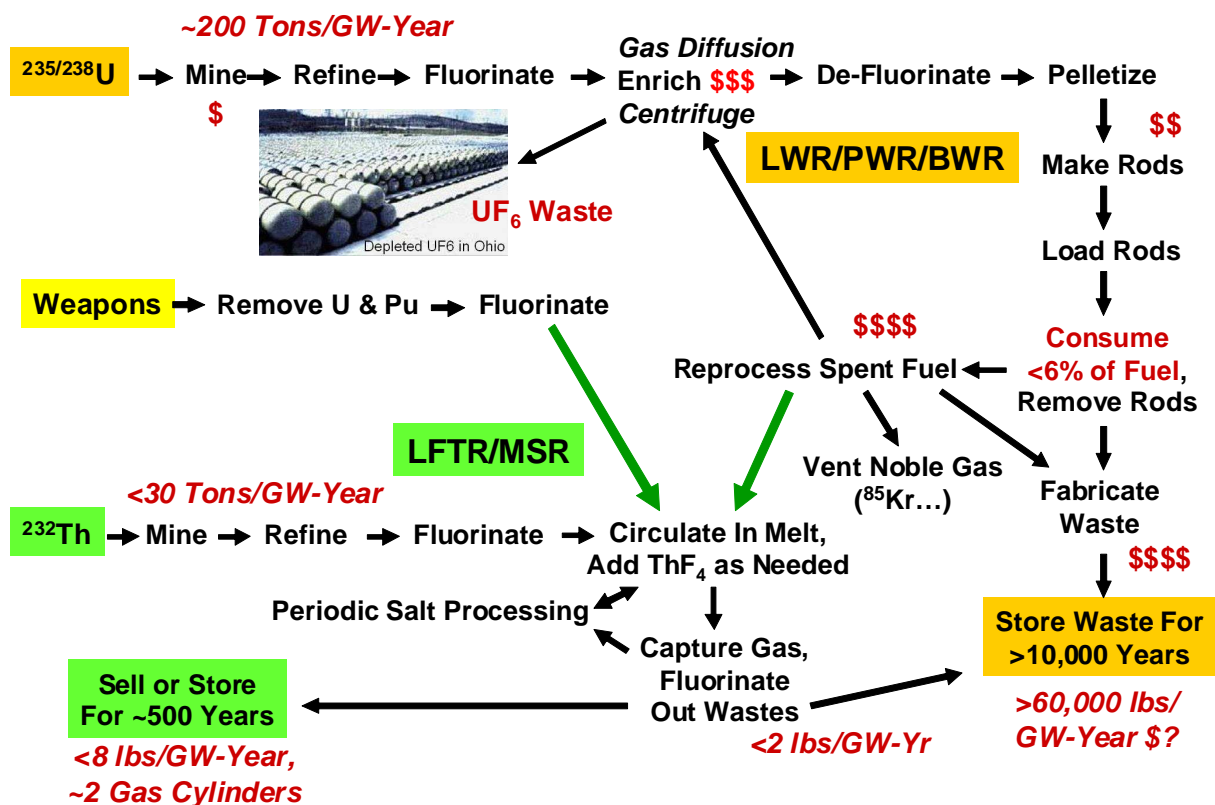 ~200 Tons/GW-Year
²³⁵/²³⁸U
Mine
Refine
Fluorinate
Gas Diffusion
Enrich $$$
Centrifuge
De-Fluorinate
Pelletize
$
$$
LWR/PWR/BWR
Make Rods
UF₆ Waste
Depleted UF6 in Ohio
Load Rods
Weapons
Remove U & Pu
Fluorinate
$$$$
Reprocess Spent Fuel
Consume
<6% of Fuel,
Remove Rods
LFTR/MSR
Vent Noble Gas
(⁸⁵Kr…)
Fabricate
Waste
<30 Tons/GW-Year
²³²Th
Mine
Refine
Fluorinate
Circulate In Melt,
Add ThF₄ as Needed
$$$$
Periodic Salt Processing
Capture Gas,
Fluorinate
Out Wastes
Store Waste For
>10,000 Years
Sell or Store
For ~500 Years
<8 lbs/GW-Year,
~2 Gas Cylinders
<2 lbs/GW-Yr
>60,000 lbs/
GW-Year $?